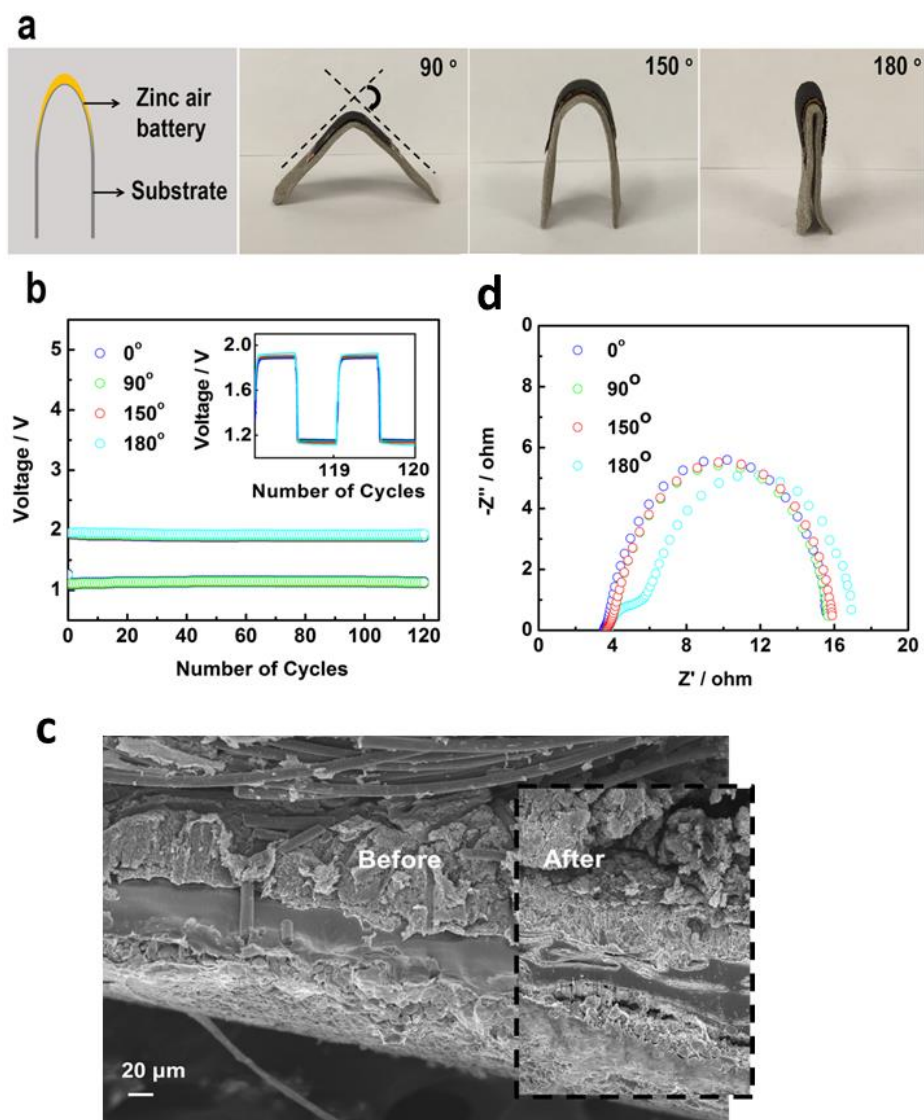 a
Zinc air
battery
Substrate
90 °
150 °
180 °
b
Voltage / V
5
4
3
2
1
0°
90°
150°
180°
Voltage / V
2.0
1.6
1.2
119
120
Number of Cycles
0
20
40
60
80
100
120
Number of Cycles
d
-Z" / ohm
0
8
6
4
2
0
0°
90°
150°
180°
0
4
8
12
16
20
Z' / ohm
c
Before
After
20 μm